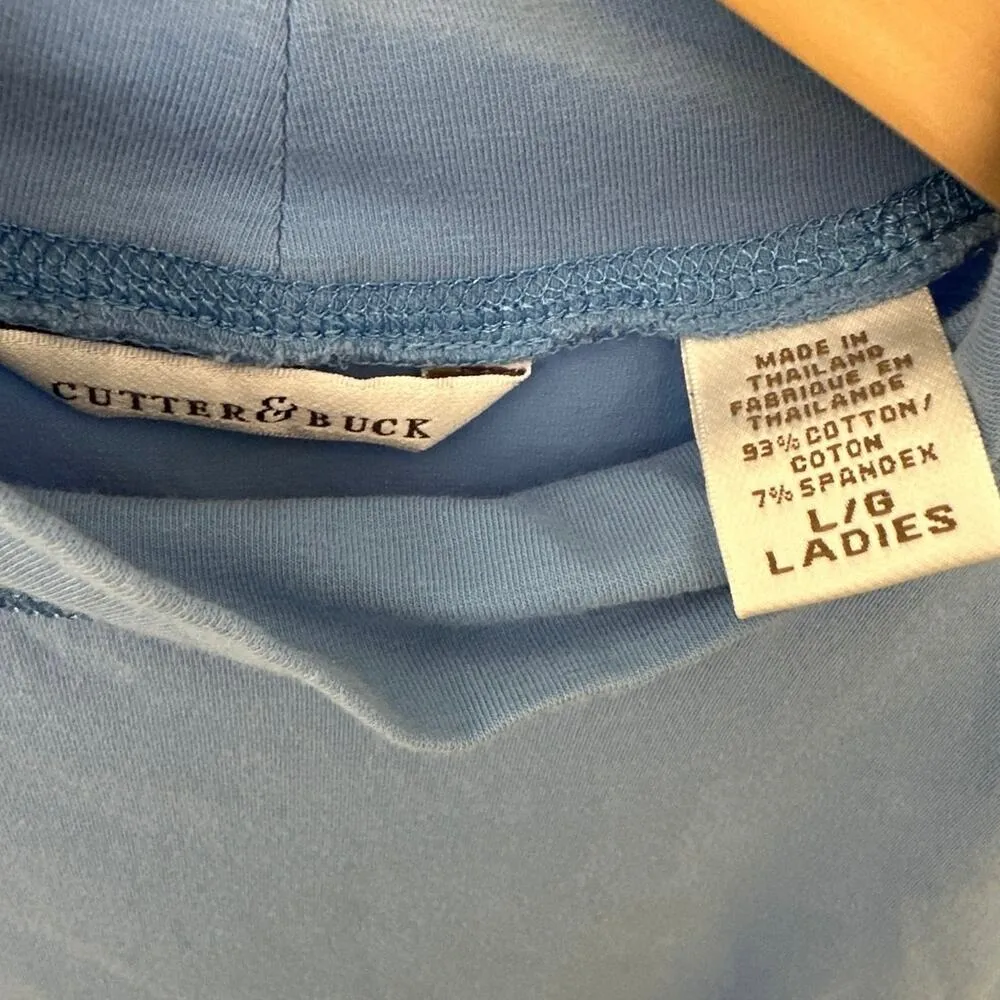 CUTTER & BUCK
MADE IN
THAILAND
FABRIQUE EN
THAILANDE
93% COTTON/
COTON
7% SPANDEX
L/G
LADIES